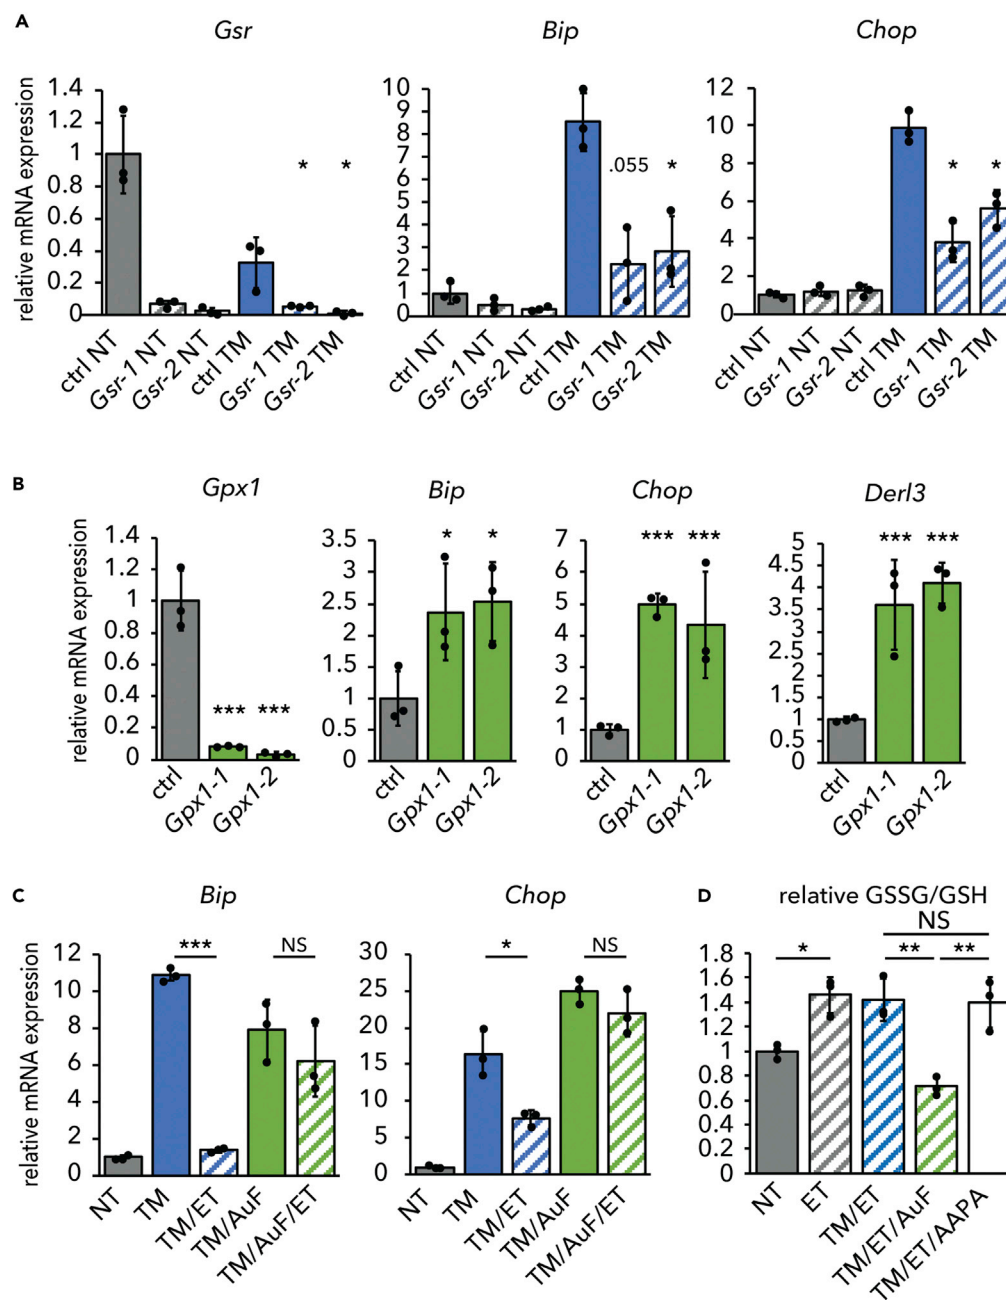 A
Gsr
Bip
Chop
relative mRNA expression
1.4
1.2
1
0.8
0.6
0.4
0.2
0
* *
ctrl NT
Gsr-1 NT
Gsr-2 NT
ctrl TM
Gsr-1 TM
Gsr-2 TM
10
9
8
7
6
5
4
3
2
1
0
.055 *
ctrl NT
Gsr-1 NT
Gsr-2 NT
ctrl TM
Gsr-1 TM
Gsr-2 TM
12
10
8
6
4
2
0
* *
ctrl NT
Gsr-1 NT
Gsr-2 NT
ctrl TM
Gsr-1 TM
Gsr-2 TM
B
Gpx1
Bip
Chop
Derl3
relative mRNA expression
1.4
1.2
1
0.8
0.6
0.4
0.2
0
*** ***
ctrl
Gpx1-1
Gpx1-2
3.5
3
2.5
2
1.5
1
0.5
0
* *
ctrl
Gpx1-1
Gpx1-2
7
6
5
4
3
2
1
0
*** ***
ctrl
Gpx1-1
Gpx1-2
5
4.5
4
3.5
3
2.5
2
1.5
1
0.5
0
*** ***
ctrl
Gpx1-1
Gpx1-2
C
Bip
Chop
relative mRNA expression
12
10
8
6
4
2
0
*** NS
NT
TM
TM/ET
TM/AuF
TM/AuF/ET
30
25
20
15
10
5
0
* NS
NT
TM
TM/ET
TM/AuF
TM/AuF/ET
D
relative GSSG/GSH
NS
* ** **
1.8
1.6
1.4
1.2
1
0.8
0.6
0.4
0.2
0
NT
ET
TM/ET
TM/ET/AuF
TM/ET/AAPA